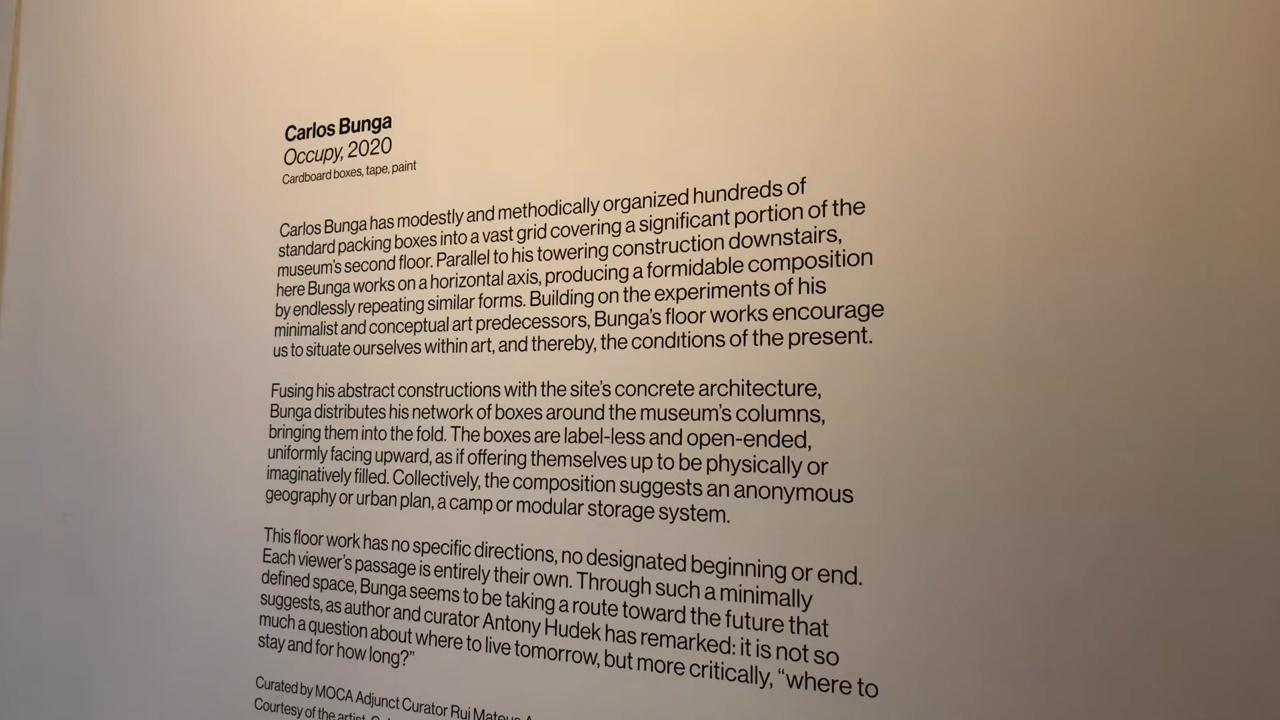 Carlos Bunga
Occupy, 2020
Cardboard boxes, tape, paint
Carlos Bunga has modestly and methodically organized hundreds of
standard packing boxes into a vast grid covering a significant portion of the
museum's second floor. Parallel to his towering construction downstairs,
here Bunga works on a horizontal axis, producing a formidable composition
by endlessly repeating similar forms. Building on the experiments of his
minimalist and conceptual art predecessors, Bunga's floor works encourage
us to situate ourselves within art, and thereby, the conditions of the present.
Fusing his abstract constructions with the site's concrete architecture,
Bunga distributes his network of boxes around the museum's columns,
bringing them into the fold. The boxes are label-less and open-ended,
uniformly facing upward, as if offering themselves up to be physically or
imaginatively filled. Collectively, the composition suggests an anonymous
geography or urban plan, a camp or modular storage system.
This floor work has no specific directions, no designated beginning or end.
Each viewer's passage is entirely their own. Through such a minimally
defined space, Bunga seems to be taking a route toward the future that
suggests, as author and curator Antony Hudek has remarked: it is not so
much a question about where to live tomorrow, but more critically, “where to
stay and for how long?”
Curated by MOCA Adjunct Curator Rui Mateus
Courtesy of the artist,